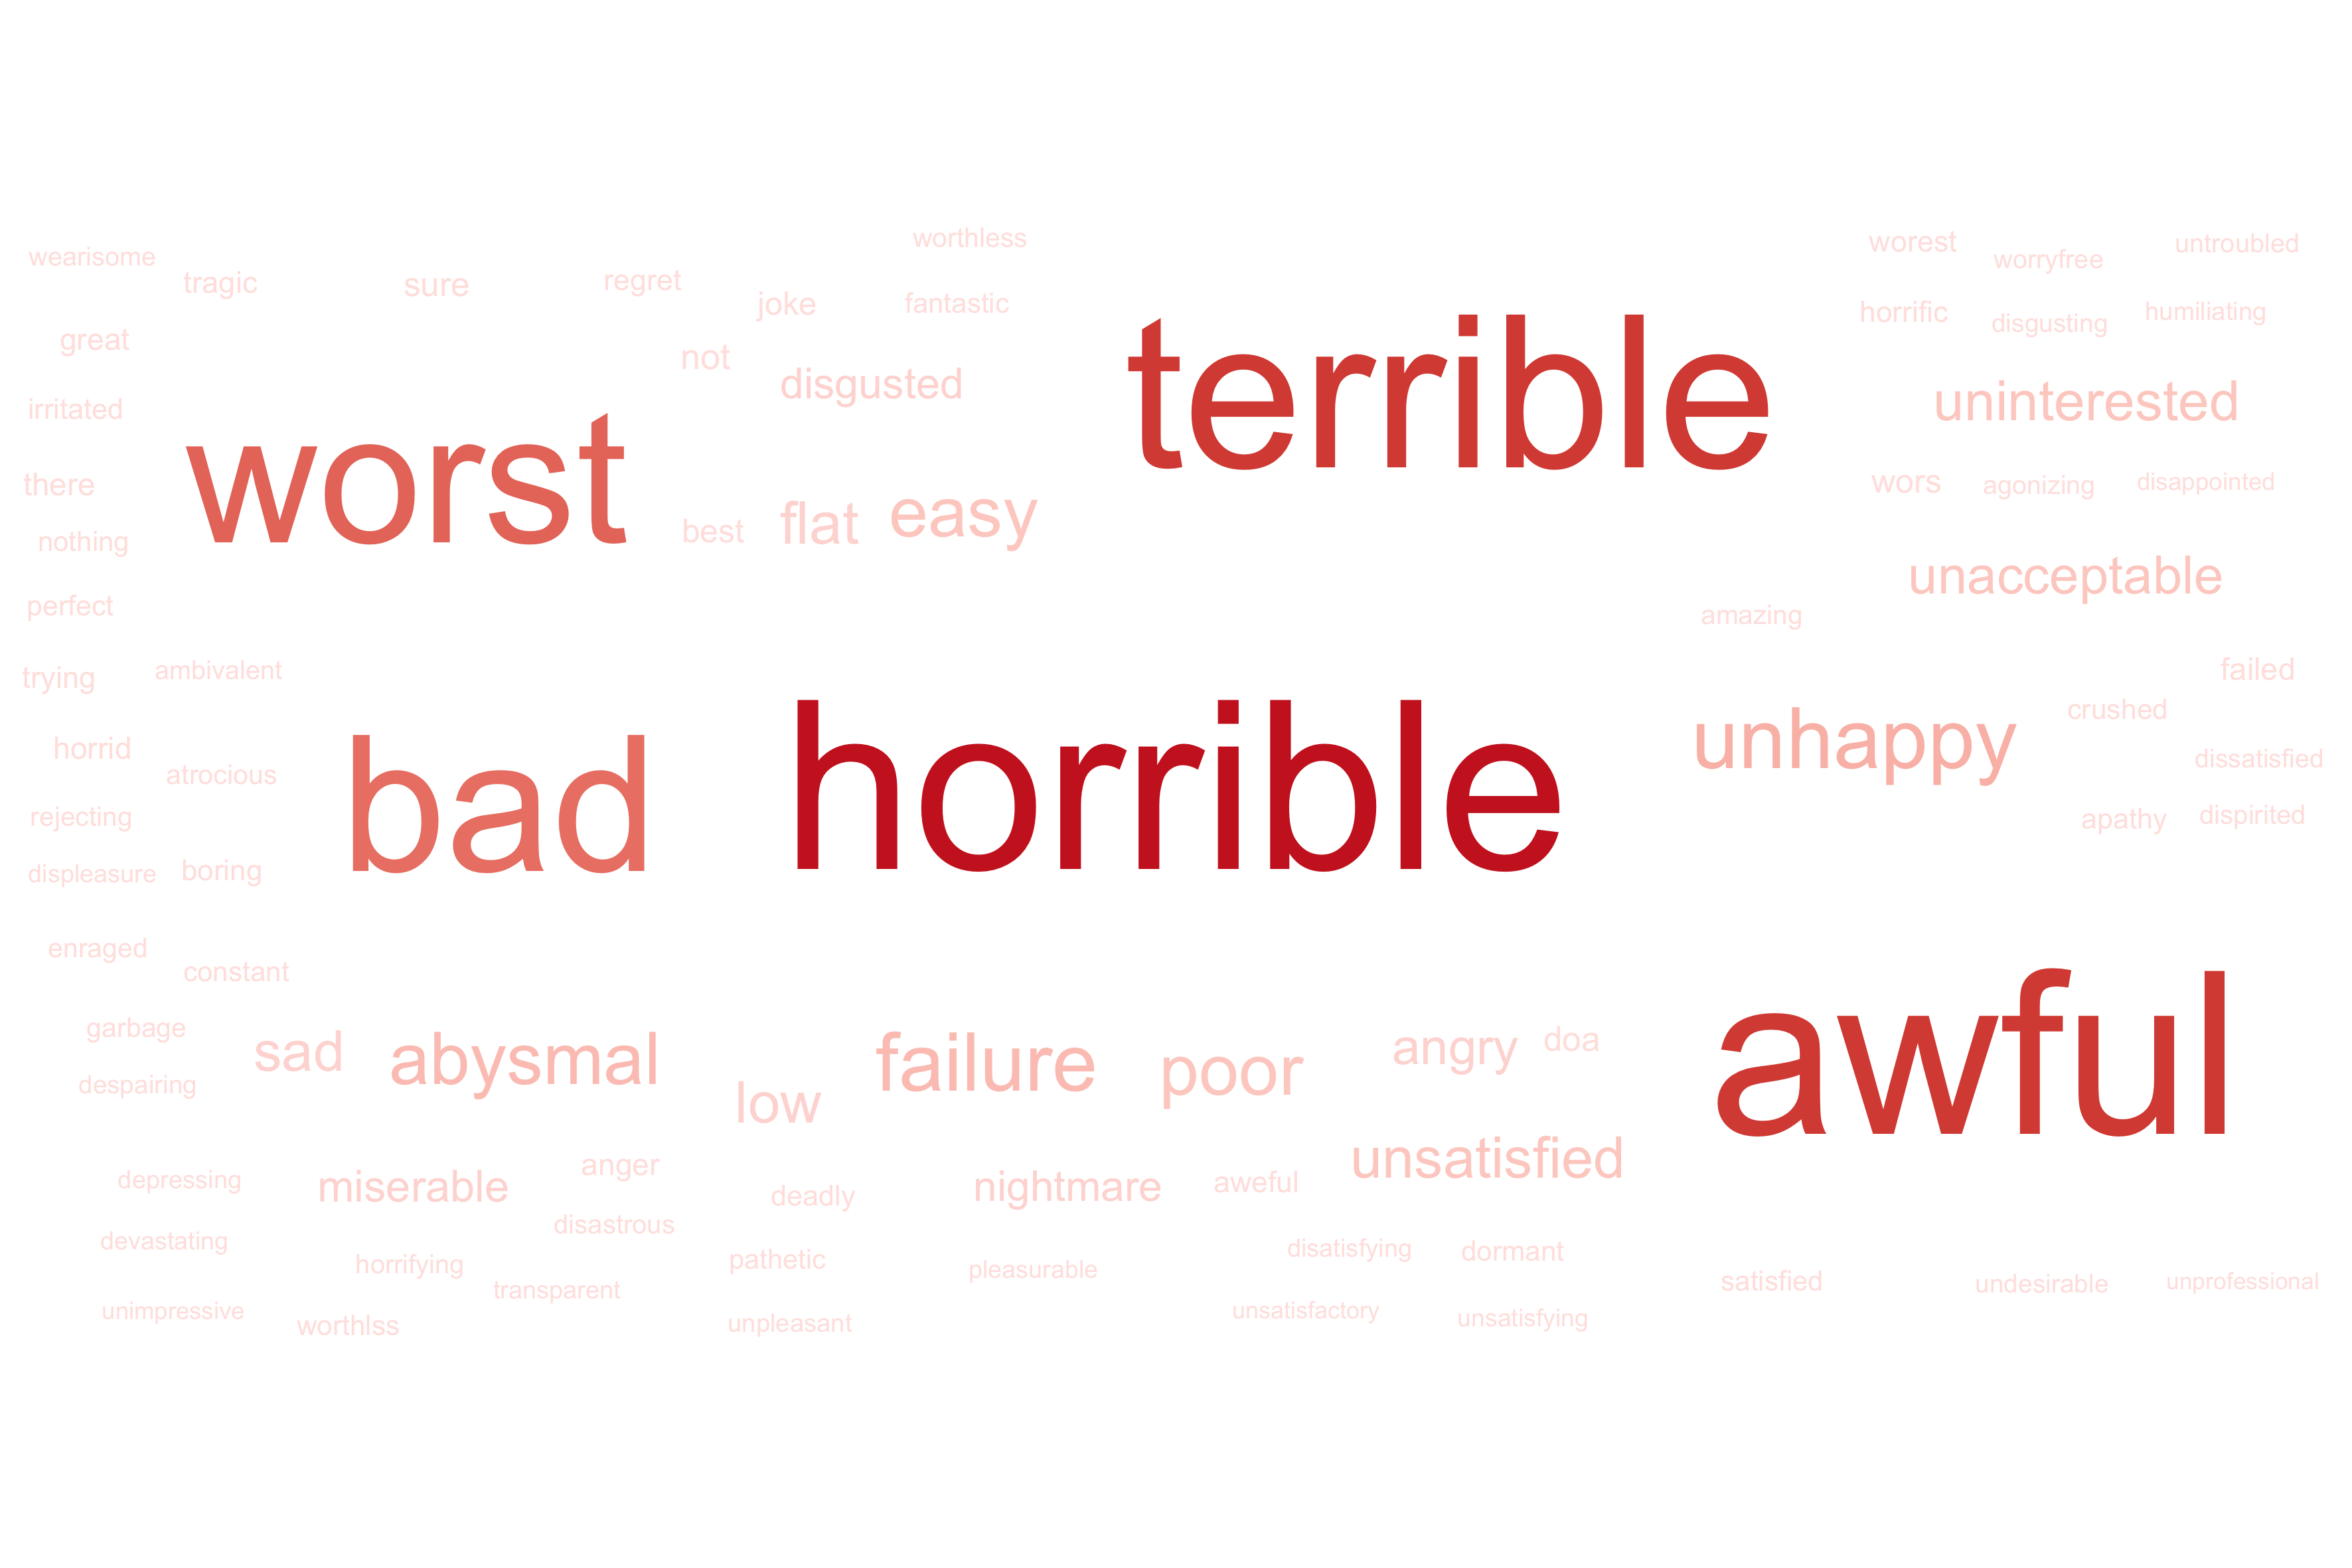 worthless
wearisome
worest
worryfree
untroubled
tragic
sure
regret
joke
fantastic
horrific
disgusting
humiliating
great
not
disgusted
terrible
irritated
uninterested
worst
there
best
flat
easy
wors
agonizing
disappointed
nothing
perfect
unacceptable
amazing
trying
ambivalent
failed
horrid
atrocious
bad
horrible
unhappy
crushed
dissatisfied
rejecting
apathy
dispirited
displeasure
boring
enraged
constant
garbage
sad
abysmal
low
failure
poor
angry
doa
awful
despairing
depressing
miserable
anger
deadly
nightmare
aweful
unsatisfied
devastating
disastrous
horrifying
transparent
pathetic
pleasurable
disatisfying
dormant
satisfied
undesirable
unprofessional
unimpressive
worthlss
unpleasant
unsatisfactory
unsatisfying